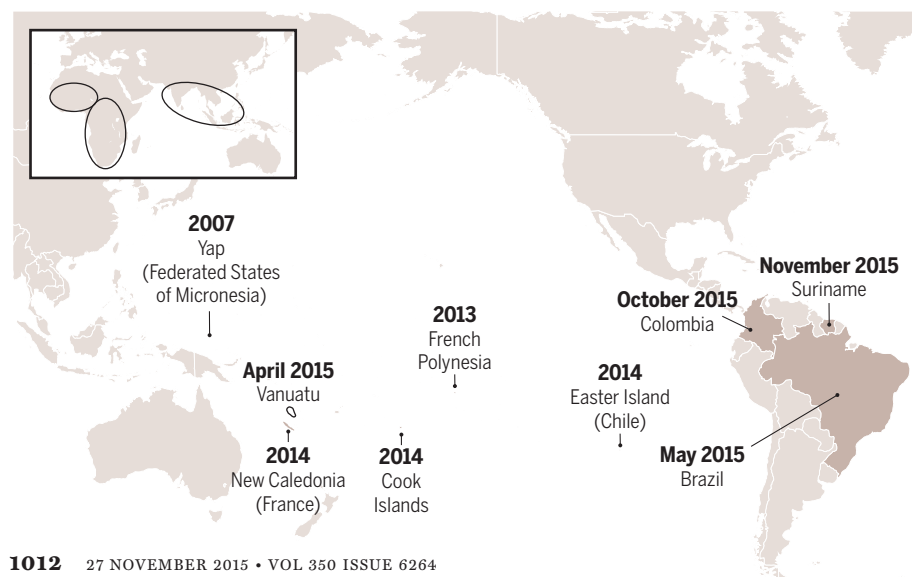 2007
Yap
(Federated States
of Micronesia)
April 2015
Vanuatu
2014
New Caledonia
(France)
2014
Cook
Islands
2013
French
Polynesia
2014
Easter Island
(Chile)
October 2015
Colombia
November 2015
Suriname
May 2015
Brazil
1012 27 NOVEMBER 2015 • VOL 350 ISSUE 6264